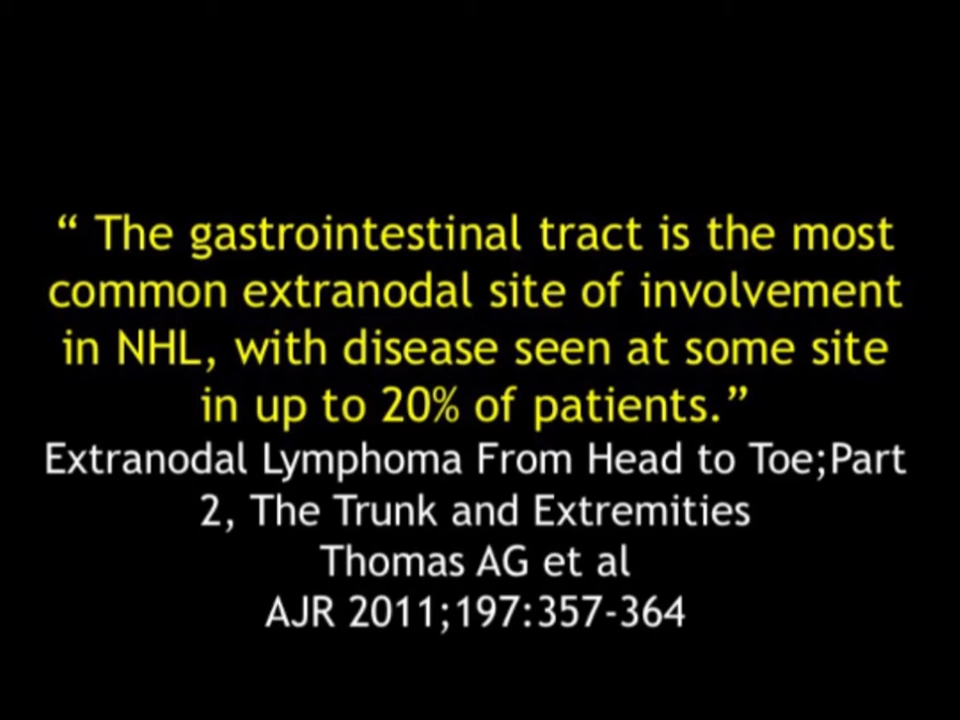 “ The gastrointestinal tract is the most
common extranodal site of involvement
in NHL, with disease seen at some site
in up to 20% of patients.”
Extranodal Lymphoma From Head to Toe;Part
2, The Trunk and Extremities
Thomas AG et al
AJR 2011;197:357-364